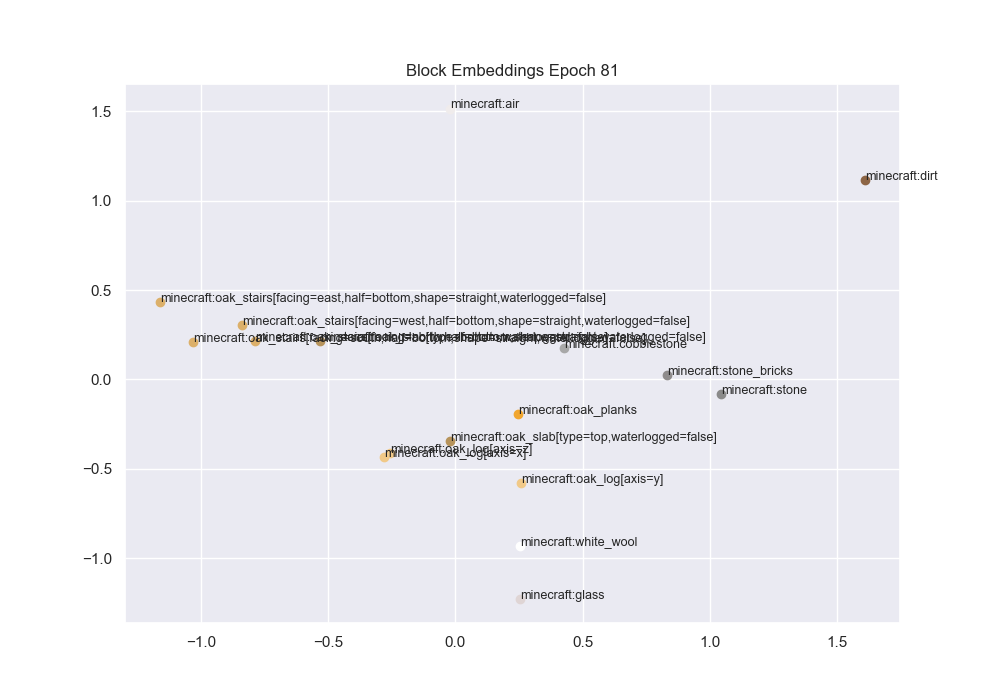 Block Embeddings Epoch 81
minecraft:air
1.5
minecraft:dirt
1.0
0.5
minecraft:oak_stairs[facing=east,half=bottom,shape=straight,waterlogged=false]
minecraft:oak_stairs[facing=west,half=bottom,shape=straight,waterlogged=false]
minecraft:cobblestone
minecraft:stone_bricks
0.0
minecraft:stone
minecraft:oak_planks
minecraft:oak_slab[type=top,waterlogged=false]
minecraft:oak_log[axis=z]
minecraft:oak_log[axis=x]
−0.5
minecraft:oak_log[axis=y]
minecraft:white_wool
−1.0
minecraft:glass
−1.0 −0.5 0.0 0.5 1.0 1.5